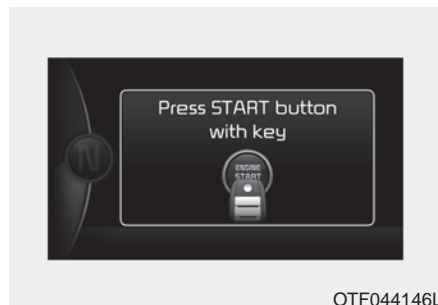 Press START button
with key
N
ENGINE
START
OTF044146L